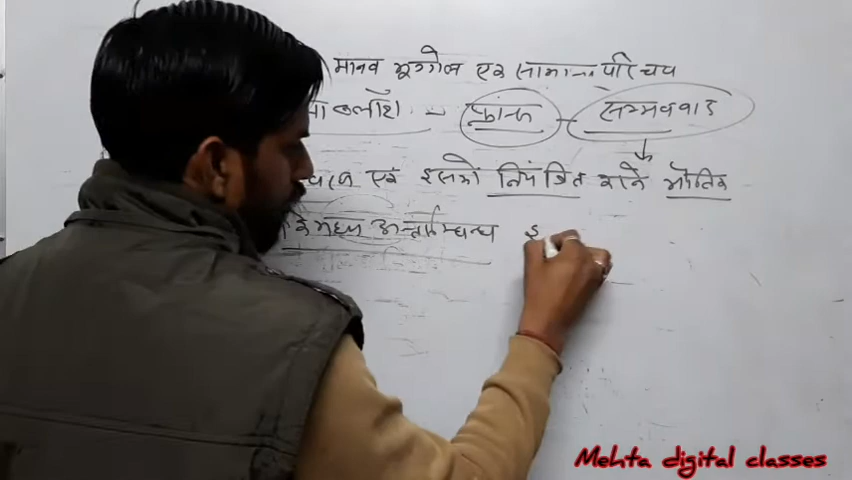 मानव भूगोल एक सामान्य परिचय
ब्लॉश - फ्रान्स - सम्भववाद
एवं इसको नियंत्रित करने भौतिक
के मध्य अन्तर्सम्बन्ध इ
Mehta digital classes